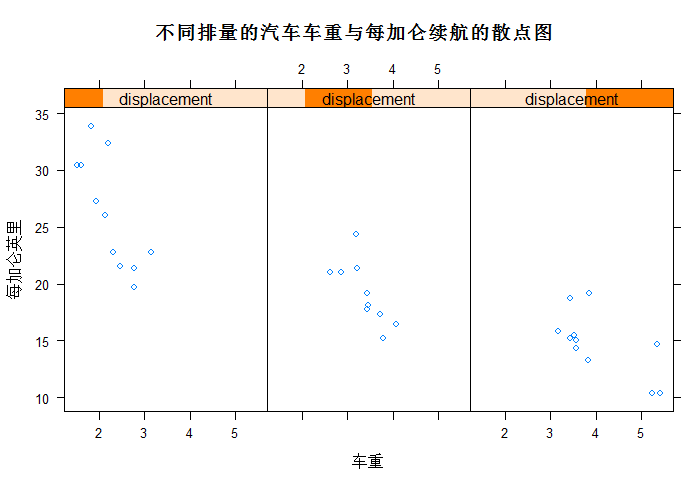 不同排量的汽车车重与每加仑续航的散点图
2 3 4 5
displacement displacement displacement
35
30
25
20
15
10
每加仑英里
2 3 4 5 2 3 4 5
车重